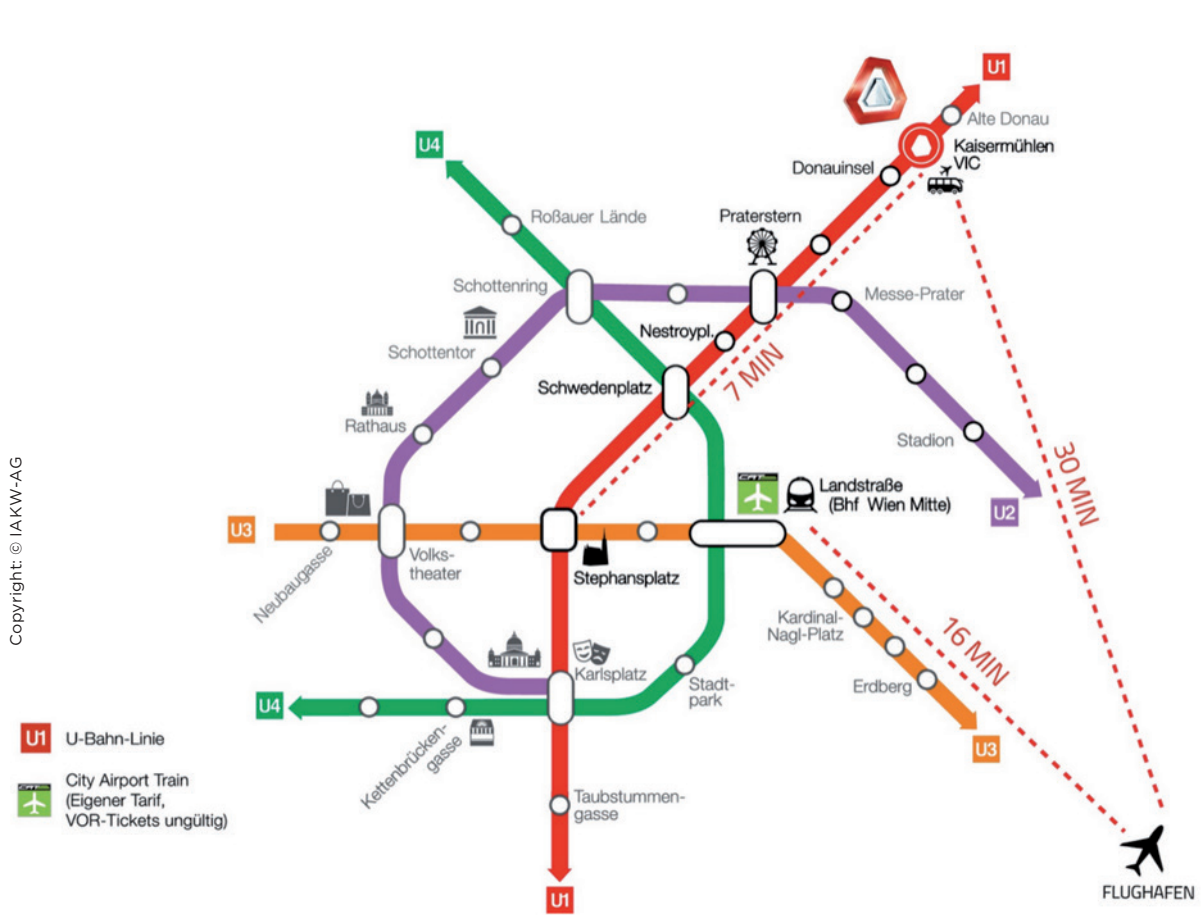 U1
Alte Donau
Kaisermühlen
VIC
U4
Donauinsel
Praterstern
Roßauer Lände
Schottenring
Messe-Prater
Nestroypl.
Schottentor
7 MIN
Schwedenplatz
Rathaus
Stadion
30 MIN
CAT
Landstraße
(Bhf Wien Mitte)
U2
U3
Neubaugasse
Volks-
theater
Stephansplatz
Kardinal-
Nagl-Platz
16 MIN
Karlsplatz
Erdberg
Stadt-
park
U4
Kettenbrücken-
gasse
U3
U1 U-Bahn-Linie
CAT
City Airport Train
(Eigener Tarif,
VOR-Tickets ungültig)
Taubstummen-
gasse
U1
FLUGHAFEN
Copyright: © IAKW-AG